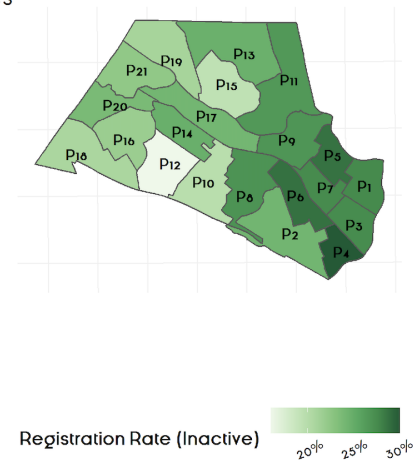 P19
P13
P21
P11
P15
P20
P17
P14
P16
P9
P18
P12
P5
P10
P7
P1
P8
P6
P3
P2
P4
Registration Rate (Inactive)
20%
25%
30%